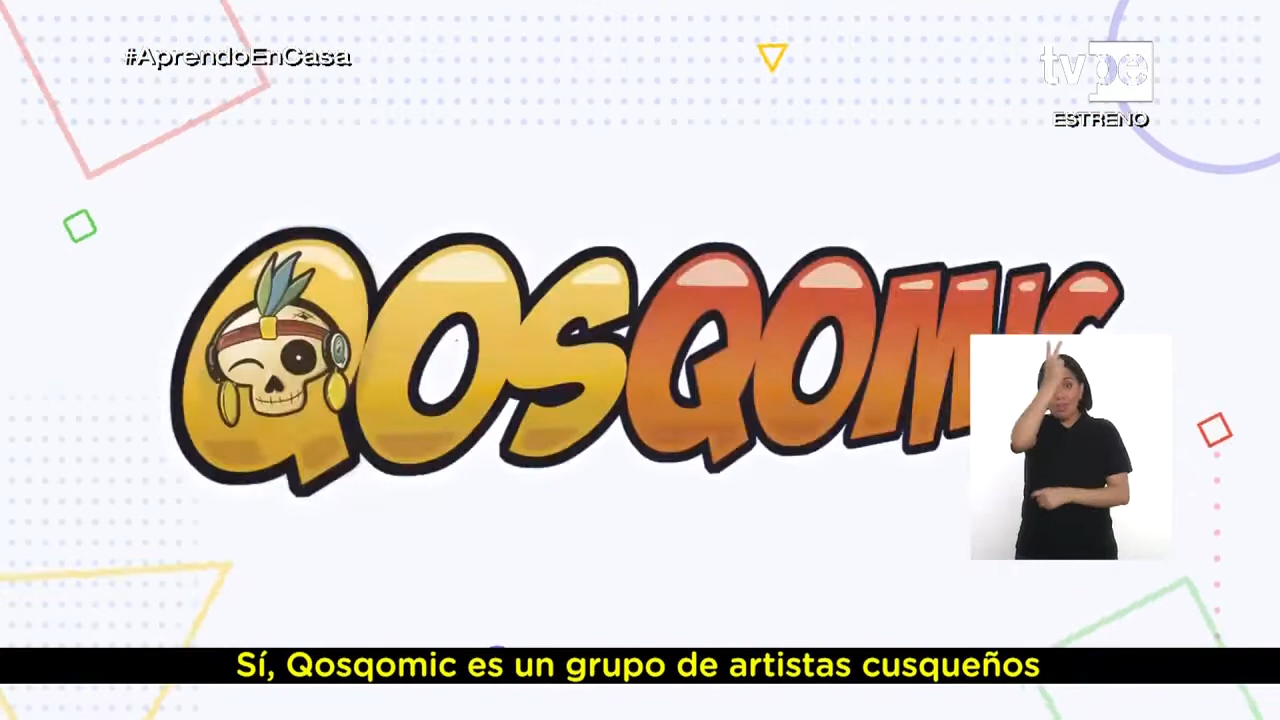 #AprendoEnCasa
tvpe
ESTRENO
QOSQOMIC
Sí, Qosqomic es un grupo de artistas cusqueños